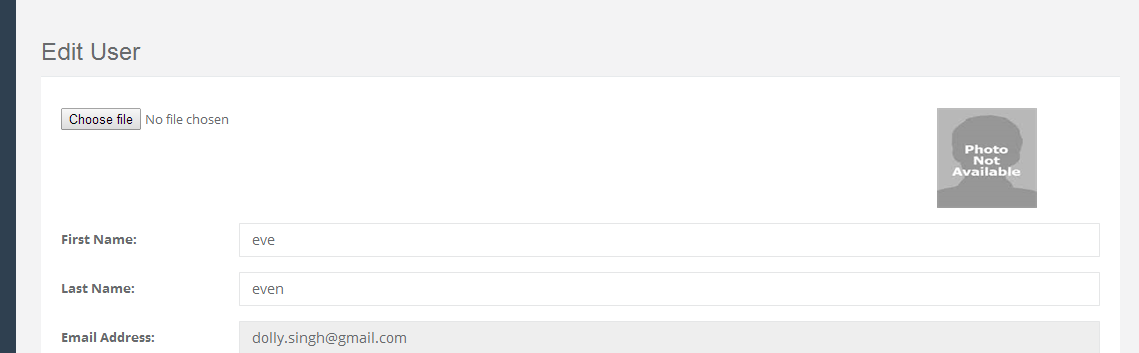 Edit User
Choose file No file chosen
Photo
Not
Available
First Name: eve
Last Name: even
Email Address: dolly.singh@gmail.com